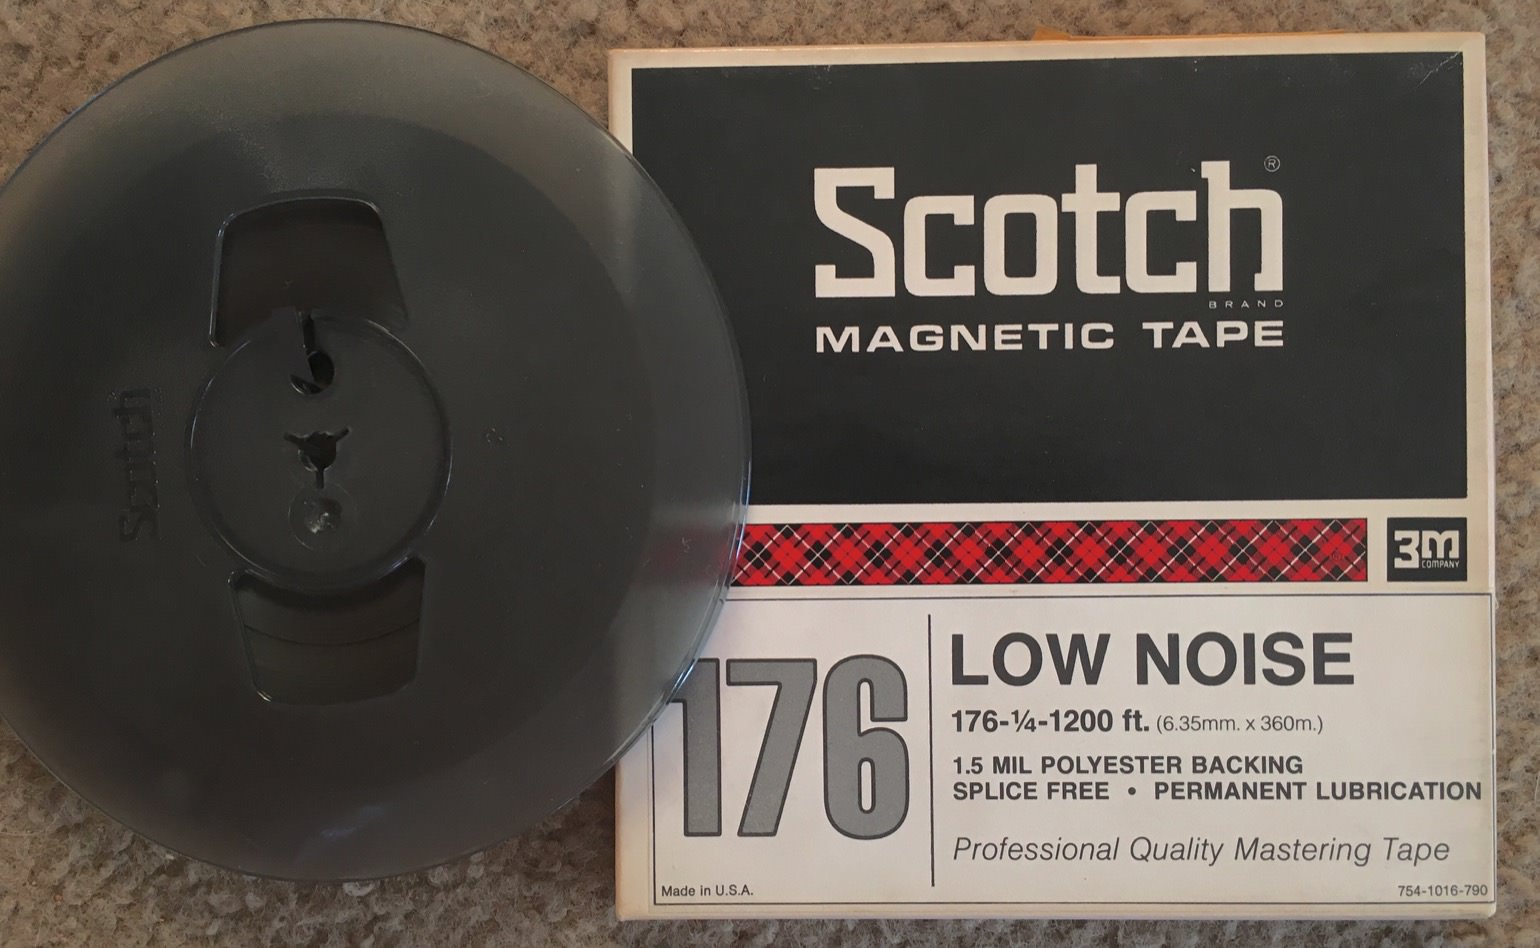 Scotch
Scotch®
BRAND
MAGNETIC TAPE
3M
COMPANY
176
LOW NOISE
176-¼-1200 ft. (6.35mm. x 360m.)
1.5 MIL POLYESTER BACKING
SPLICE FREE • PERMANENT LUBRICATION
Professional Quality Mastering Tape
Made in U.S.A.
754-1016-790